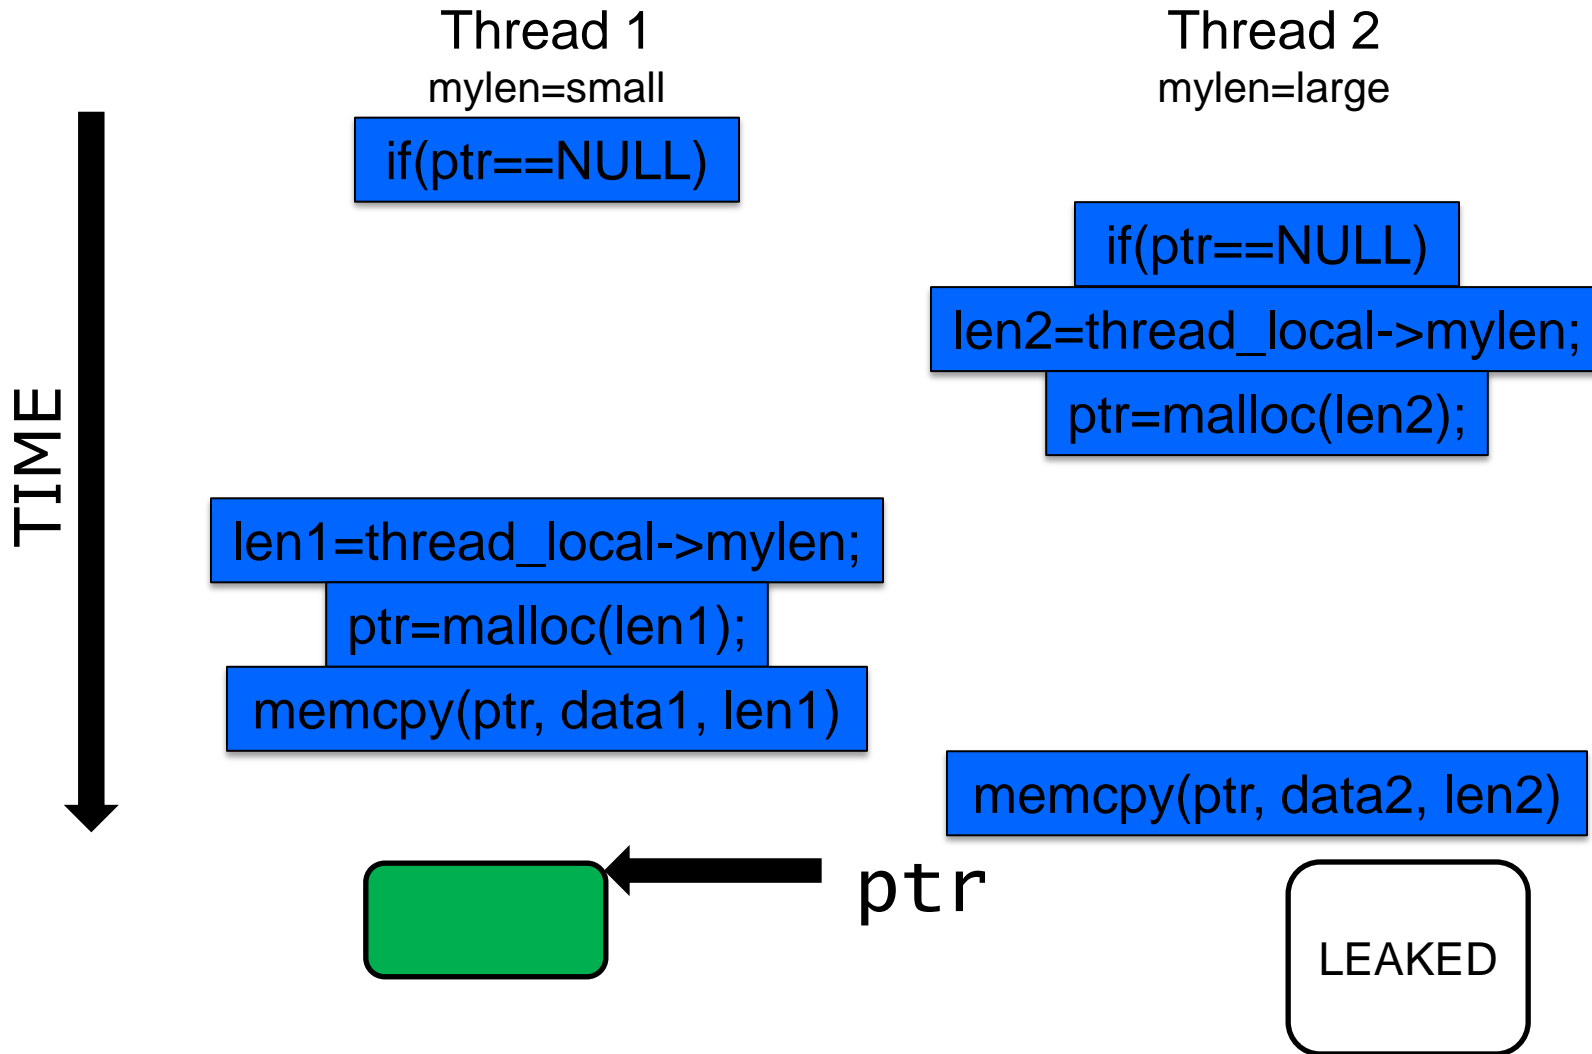 Thread 1
mylen=small
Thread 2
mylen=large
if(ptr==NULL)
if(ptr==NULL)
len2=thread_local->mylen;
ptr=malloc(len2);
TIME
len1=thread_local->mylen;
ptr=malloc(len1);
memcpy(ptr, data1, len1)
memcpy(ptr, data2, len2)
ptr
LEAKED